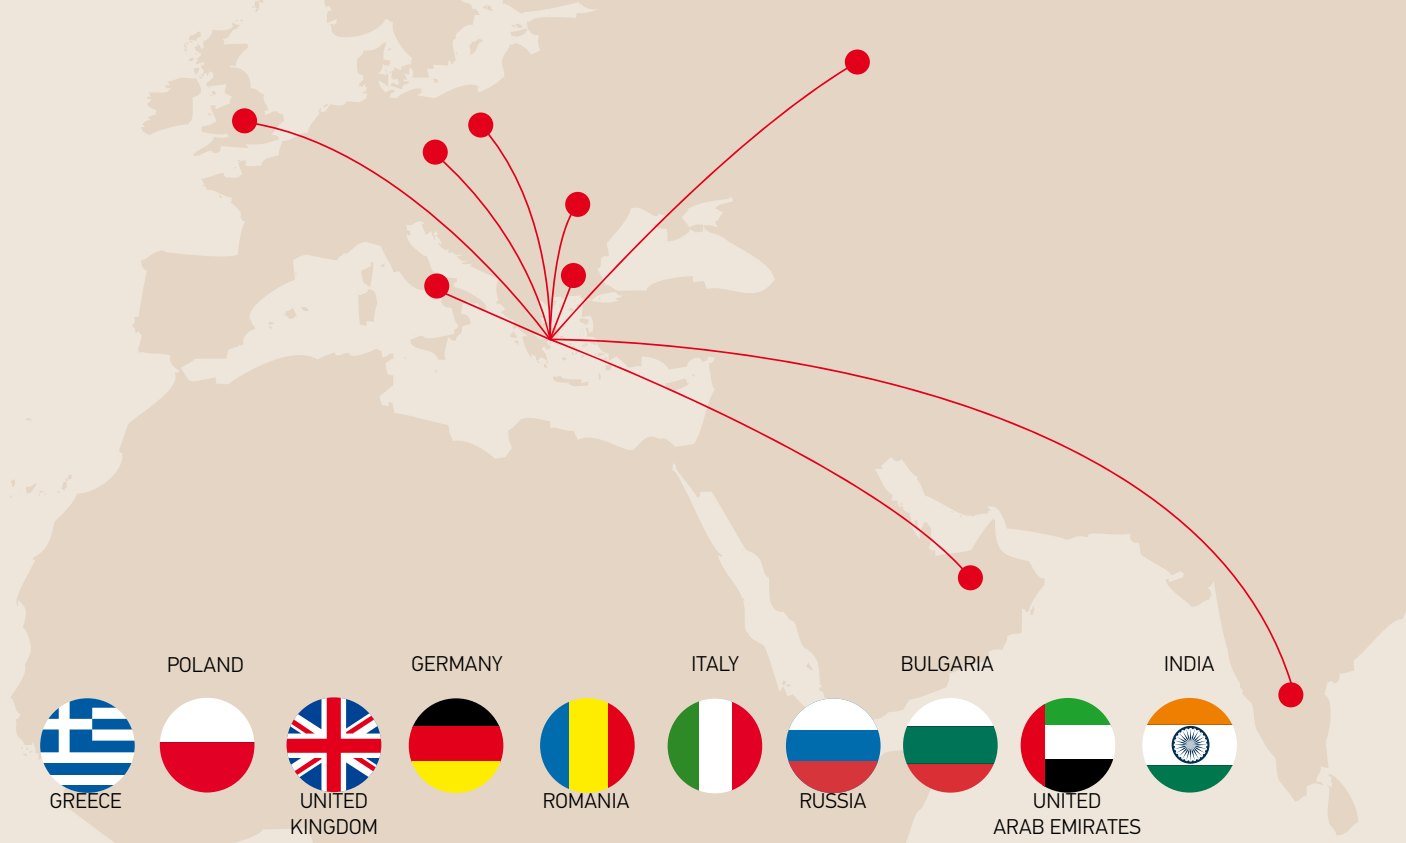 POLAND
GERMANY
ITALY
BULGARIA
INDIA
GREECE
UNITED
KINGDOM
ROMANIA
RUSSIA
UNITED
ARAB EMIRATES